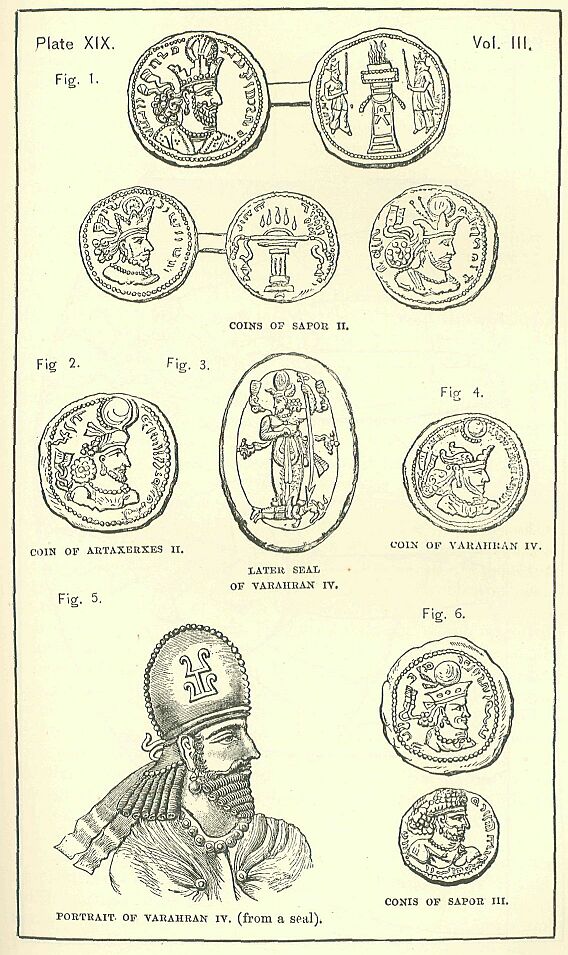 Plate XIX.
Vol. III.
Fig. 1.
COINS OF SAPOR II.
Fig 2.
Fig. 3.
Fig 4.
COIN OF ARTAXERXES II.
LATER SEAL
OF VARAHRAN IV.
COIN OF VARAHRAN IV.
Fig. 5.
Fig. 6.
PORTRAIT OF VARAHRAN IV. (from a seal).
CONIS OF SAPOR III.